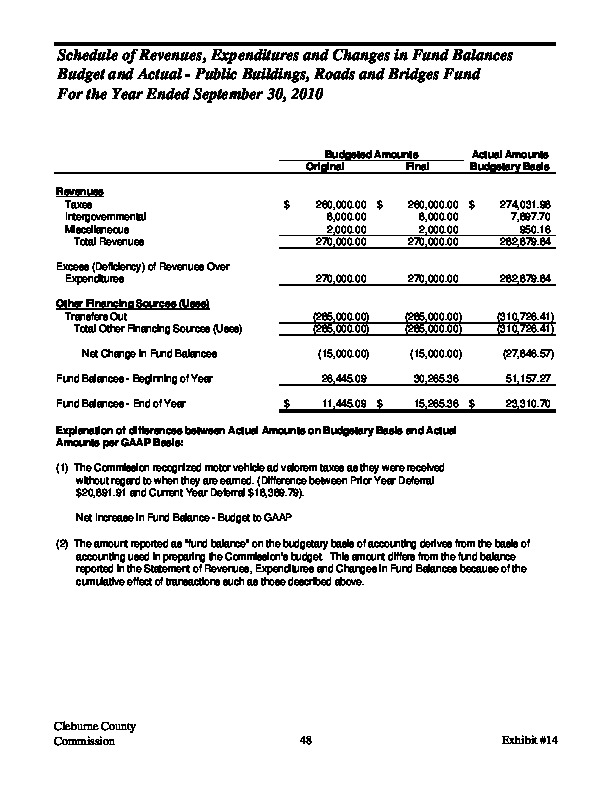 Schedule of Revenues, Expenditures and Changes in Fund Balances
Budget and Actual - Public Buildings, Roads and Bridges Fund
For the Year Ended September 30, 2010
Budgeted Amounts Actual Amounts
Original Final Budgetary Basis
Revenues
Taxes $ 260,000.00 $ 260,000.00 $ 274,031.98
Intergovernmental 8,000.00 8,000.00 7,897.70
Miscellaneous 2,000.00 2,000.00 950.16
Total Revenues 270,000.00 270,000.00 282,879.84
Excess (Deficiency) of Revenues Over
Expenditures 270,000.00 270,000.00 282,879.84
Other Financing Sources (Uses)
Transfers Out (285,000.00) (285,000.00) (310,726.41)
Total Other Financing Sources (Uses) (285,000.00) (285,000.00) (310,726.41)
Net Change in Fund Balances (15,000.00) (15,000.00) (27,846.57)
Fund Balances - Beginning of Year 26,445.09 30,265.36 51,157.27
Fund Balances - End of Year $ 11,445.09 $ 15,265.36 $ 23,310.70
Explanation of differences between Actual Amounts on Budgetary Basis and Actual
Amounts per GAAP Basis:
(1) The Commission recognized motor vehicle ad valorem taxes as they were received
without regard to when they are earned. (Difference between Prior Year Deferral
and Current Year Deferral
Net Increase in Fund Balance - Budget to GAAP
(2) The amount reported as "fund balance" on the budgetary basis of accounting derives from the basis of
accounting used in preparing the Commission's budget. This amount differs from the fund balance
reported in the Statement of Revenues, Expenditures and Changes in Fund Balances because of the
cumulative effect of transactions such as those described above.
Cleburne County
Commission 48 Exhibit #14